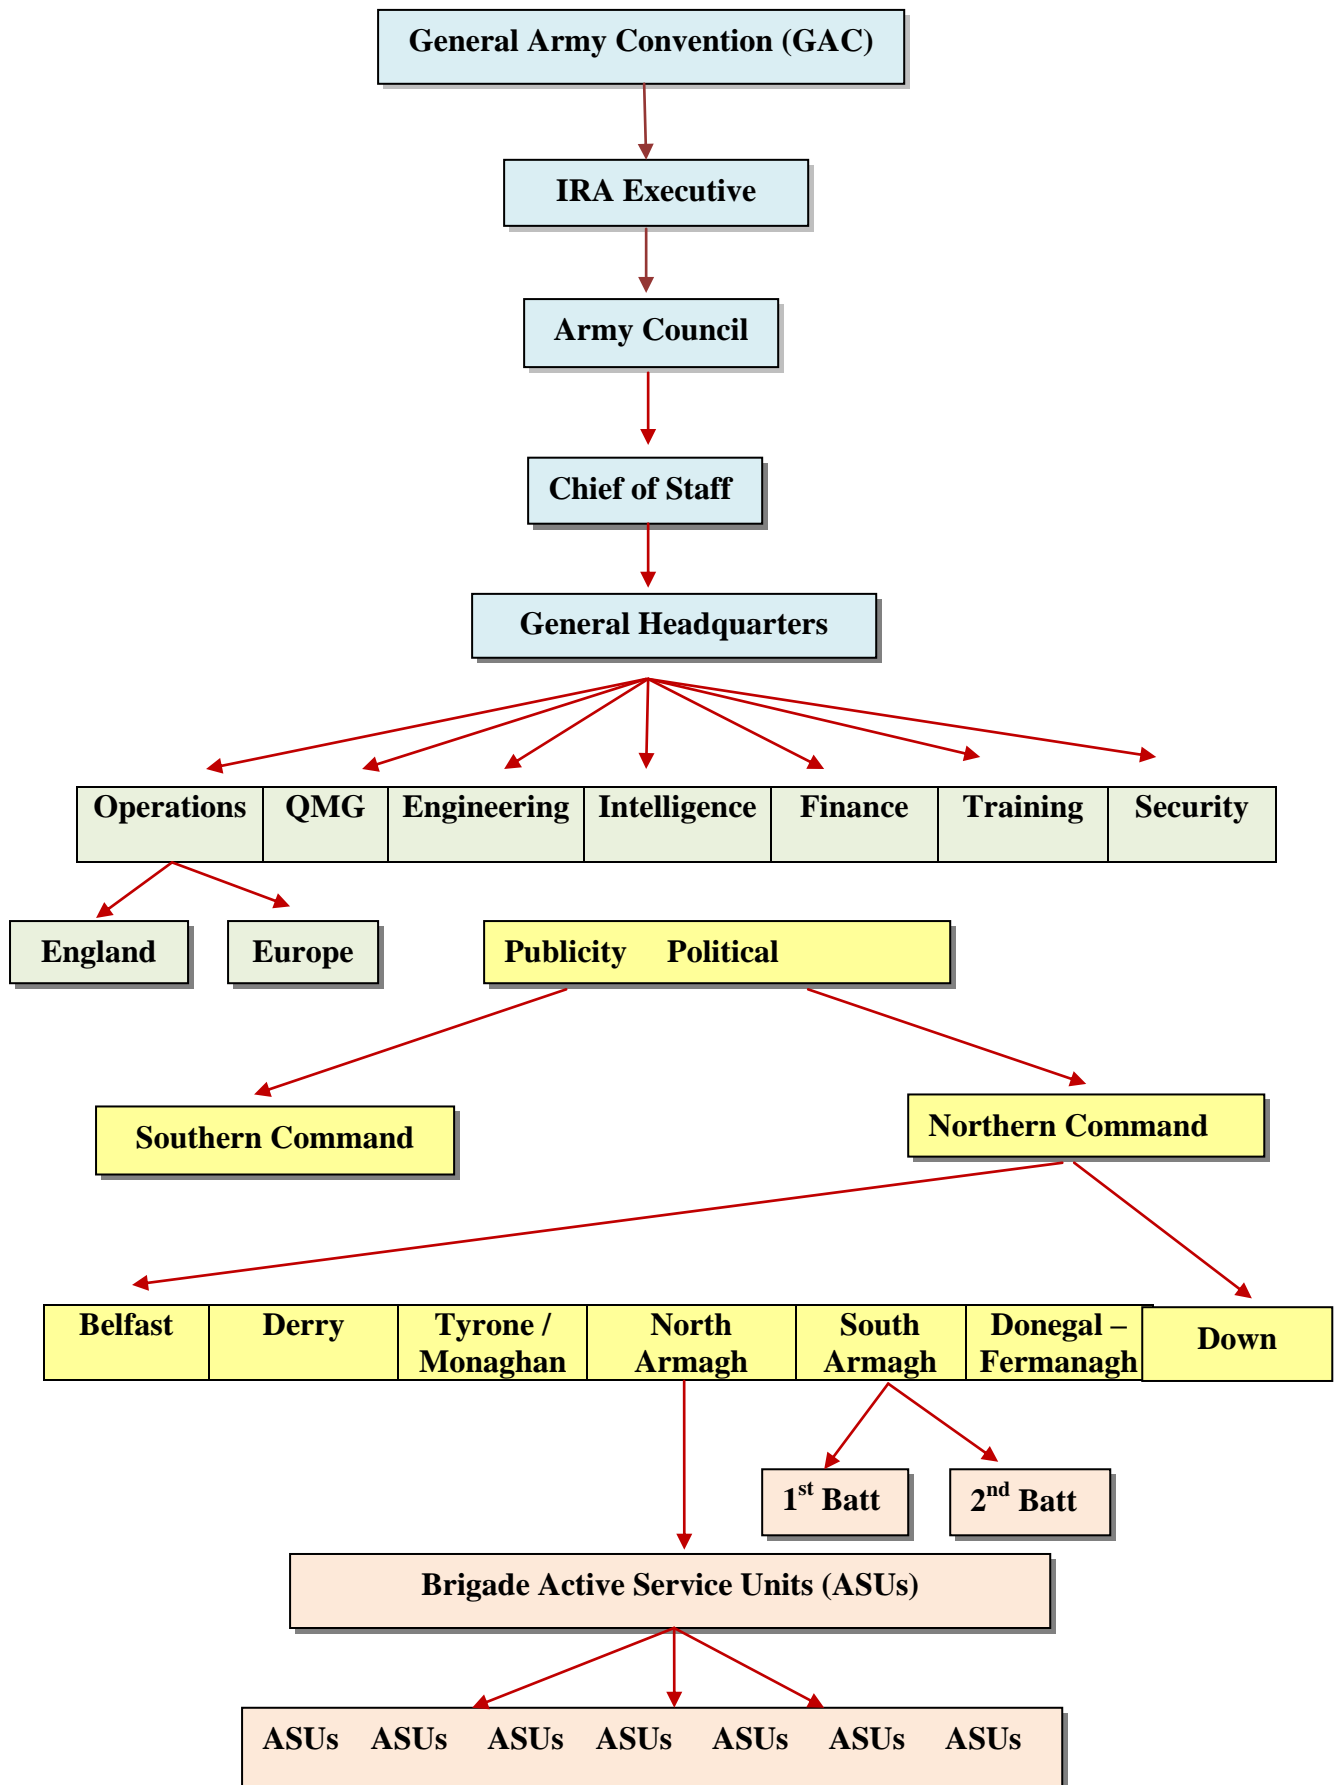 General Army Convention (GAC)
IRA Executive
Army Council
Chief of Staff
General Headquarters
Operations QMG Engineering Intelligence Finance Training Security
England Europe Publicity Political
Southern Command
Northern Command
Belfast Derry Tyrone / North South Donegal – Down
Monaghan Armagh Armagh Fermanagh
1st Batt 2nd Batt
Brigade Active Service Units (ASUs)
ASUs ASUs ASUs ASUs ASUs ASUs ASUs